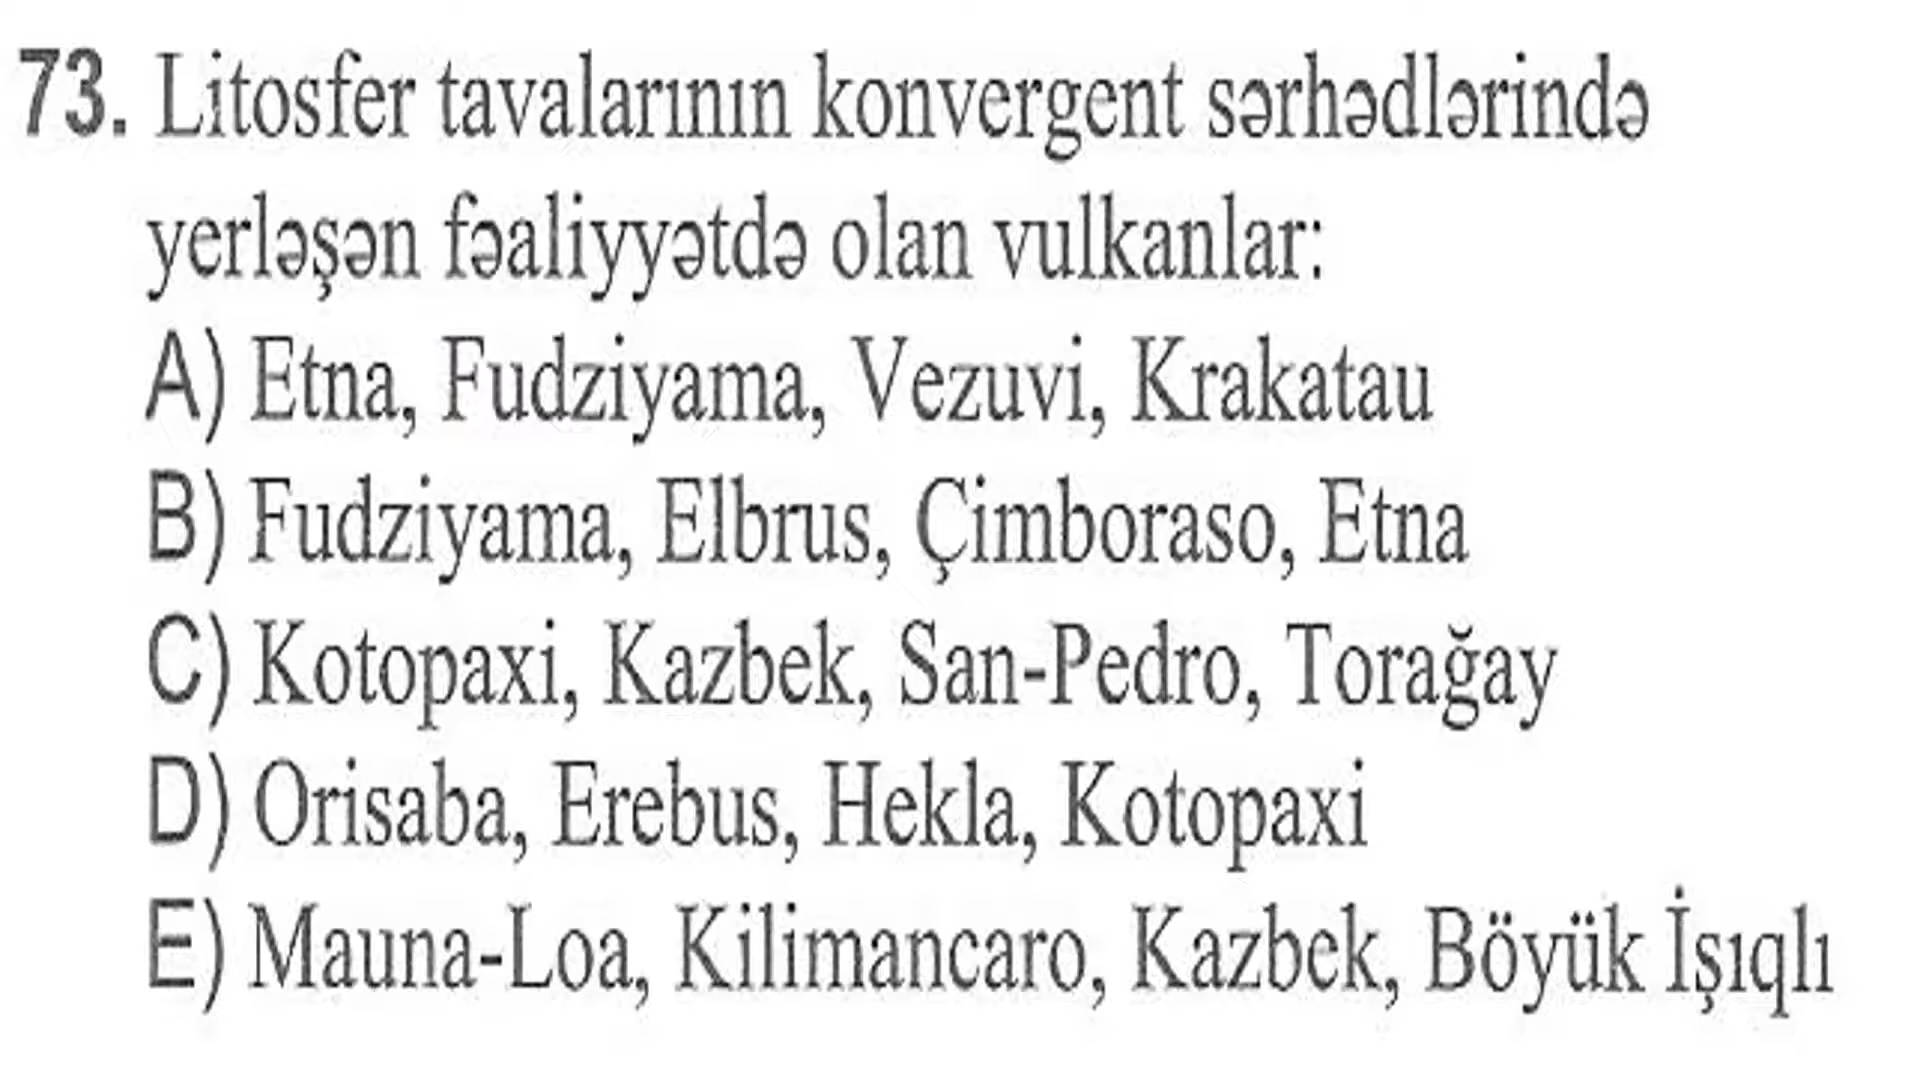 73. Litosfer tavalarının konvergent sərhədlərində
yerləşən fəaliyyətdə olan vulkanlar:
A) Etna, Fudziyama, Vezuvi, Krakatau
B) Fudziyama, Elbrus, Çimboraso, Etna
C) Kotopaxi, Kazbek, San-Pedro, Torağay
D) Orisaba, Erebus, Hekla, Kotopaxi
E) Mauna-Loa, Kilimancaro, Kazbek, Böyük İşıqlı